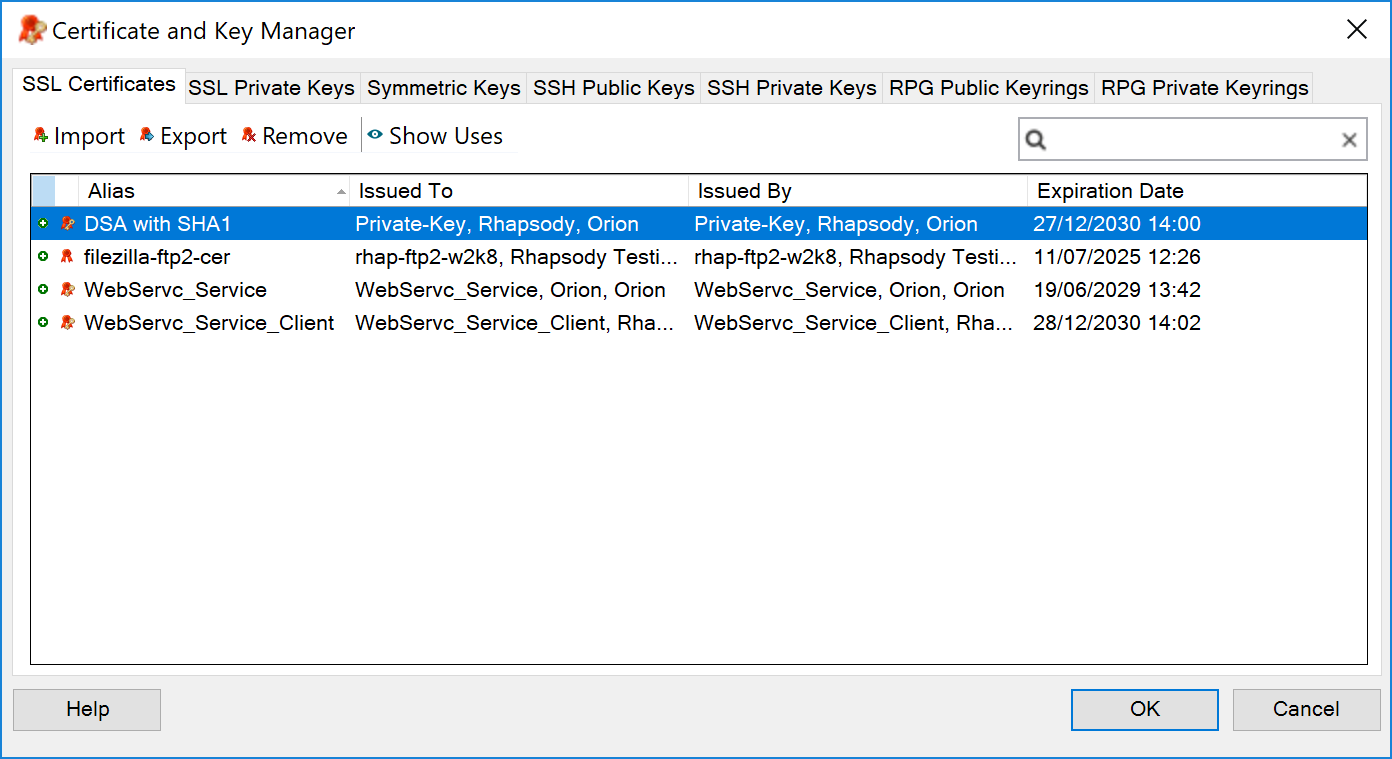 Certificate and Key Manager
SSL Certificates SSL Private Keys Symmetric Keys SSH Public Keys SSH Private Keys RPG Public Keyrings RPG Private Keyrings
Import Export Remove Show Uses
Alias Issued To Issued By Expiration Date
DSA with SHA1 Private-Key, Rhapsody, Orion Private-Key, Rhapsody, Orion 27/12/2030 14:00
filezilla-ftp2-cer rhap-ftp2-w2k8, Rhapsody Testi... rhap-ftp2-w2k8, Rhapsody Testi... 11/07/2025 12:26
WebServc_Service WebServc_Service, Orion, Orion WebServc_Service, Orion, Orion 19/06/2029 13:42
WebServc_Service_Client WebServc_Service_Client, Rha... WebServc_Service_Client, Rha... 28/12/2030 14:02
Help OK Cancel